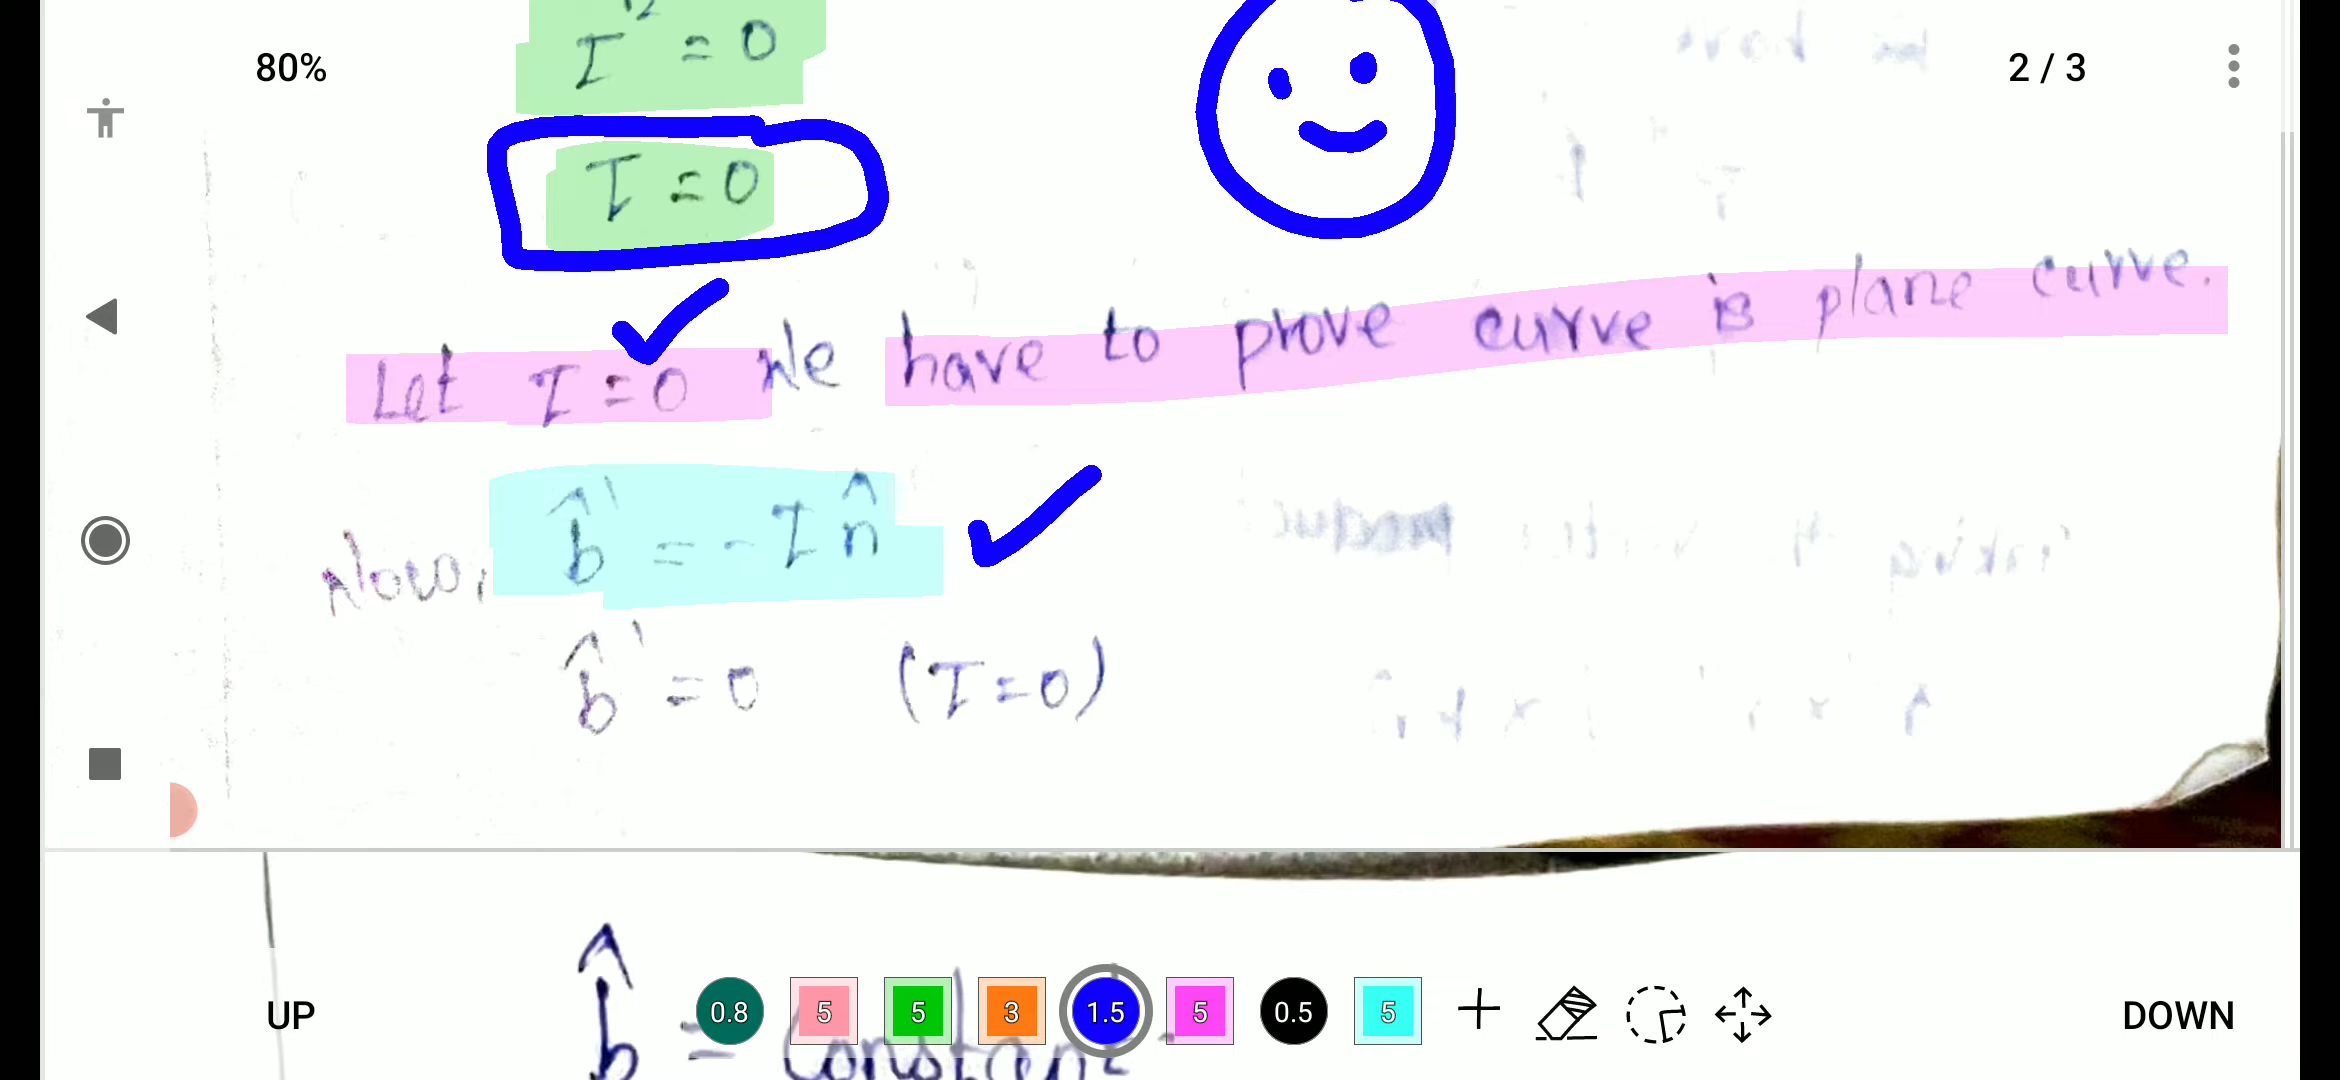 τ² = 0
80%
2 / 3
τ = 0
Let τ = 0 We have to prove curve is plane curve.
Now, b̂' = - τ n̂
b̂' = 0 (τ = 0)
UP
0.8 5 5 3 1.5 5 0.5 5
DOWN
b̂ = Constant